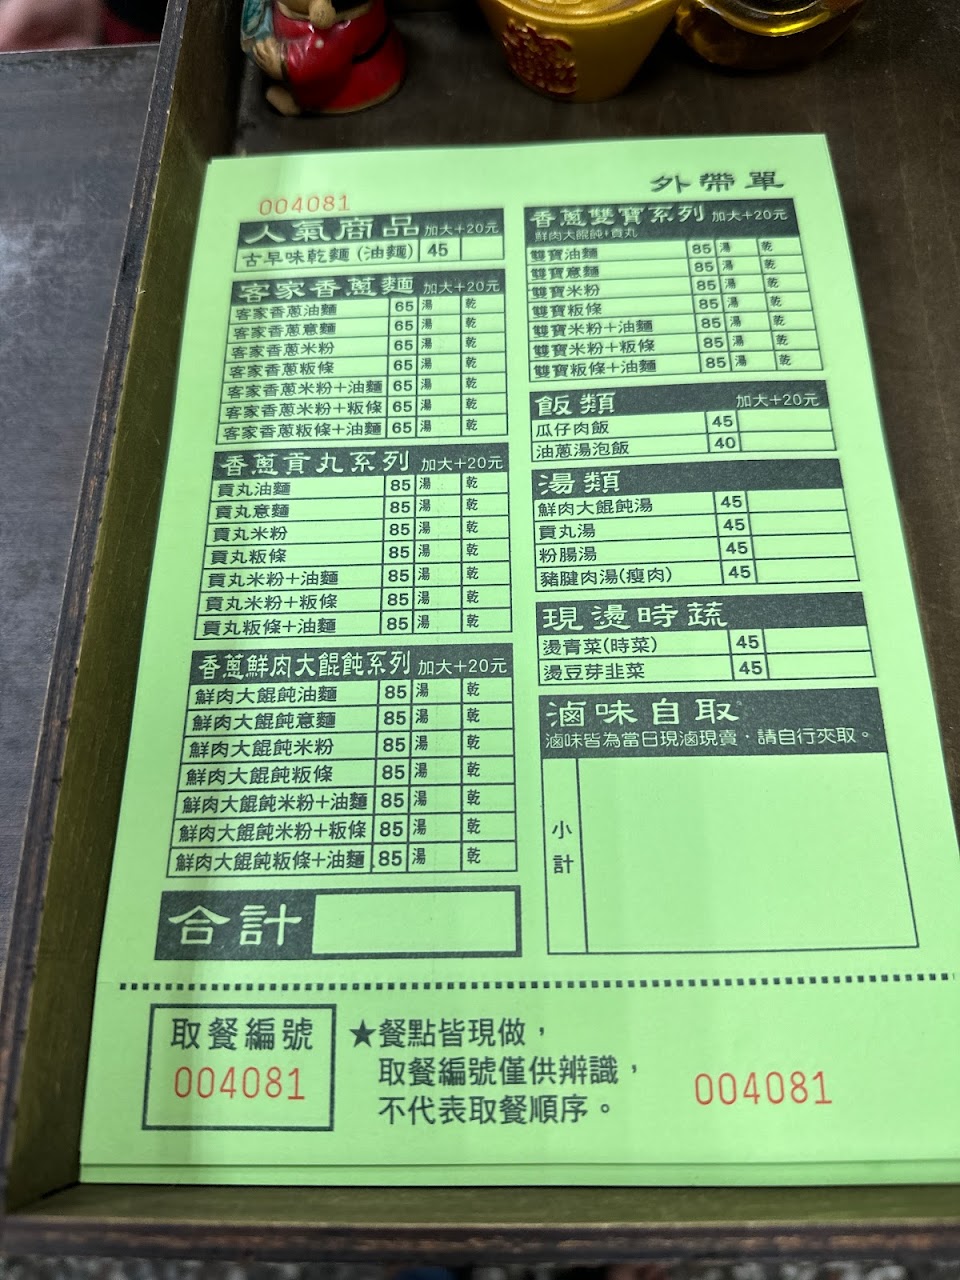 外帶單
004081
人氣商品 加大+20元
古早味乾麵(油麵) 45
客家香蔥麵 加大+20元
客家香蔥油麵 65 湯 乾
客家香蔥意麵 65 湯 乾
客家香蔥米粉 65 湯 乾
客家香蔥粄條 65 湯 乾
客家香蔥米粉+油麵 65 湯 乾
客家香蔥米粉+粄條 65 湯 乾
客家香蔥粄條+油麵 65 湯 乾
香蔥貢丸系列 加大+20元
貢丸油麵 85 湯 乾
貢丸意麵 85 湯 乾
貢丸米粉 85 湯 乾
貢丸粄條 85 湯 乾
貢丸米粉+油麵 85 湯 乾
貢丸米粉+粄條 85 湯 乾
貢丸粄條+油麵 85 湯 乾
香蔥鮮肉大餛飩系列 加大+20元
鮮肉大餛飩油麵 85 湯 乾
鮮肉大餛飩意麵 85 湯 乾
鮮肉大餛飩米粉 85 湯 乾
鮮肉大餛飩粄條 85 湯 乾
鮮肉大餛飩米粉+油麵 85 湯 乾
鮮肉大餛飩米粉+粄條 85 湯 乾
鮮肉大餛飩粄條+油麵 85 湯 乾
合計
香蔥雙寶系列 加大+20元
鮮肉大餛飩+貢丸
雙寶油麵 85 湯 乾
雙寶意麵 85 湯 乾
雙寶米粉 85 湯 乾
雙寶粄條 85 湯 乾
雙寶米粉+油麵 85 湯 乾
雙寶米粉+粄條 85 湯 乾
雙寶粄條+油麵 85 湯 乾
飯類 加大+20元
瓜仔肉飯 45
油蔥湯泡飯 40
湯類
鮮肉大餛飩湯 45
貢丸湯 45
粉腸湯 45
豬腱肉湯(瘦肉) 45
現燙時蔬
燙青菜(時菜) 45
燙豆芽韭菜 45
滷味自取
滷味皆為當日現滷現賣,請自行夾取。
小計
取餐編號
004081
★餐點皆現做,
取餐編號僅供辨識,
不代表取餐順序。
004081